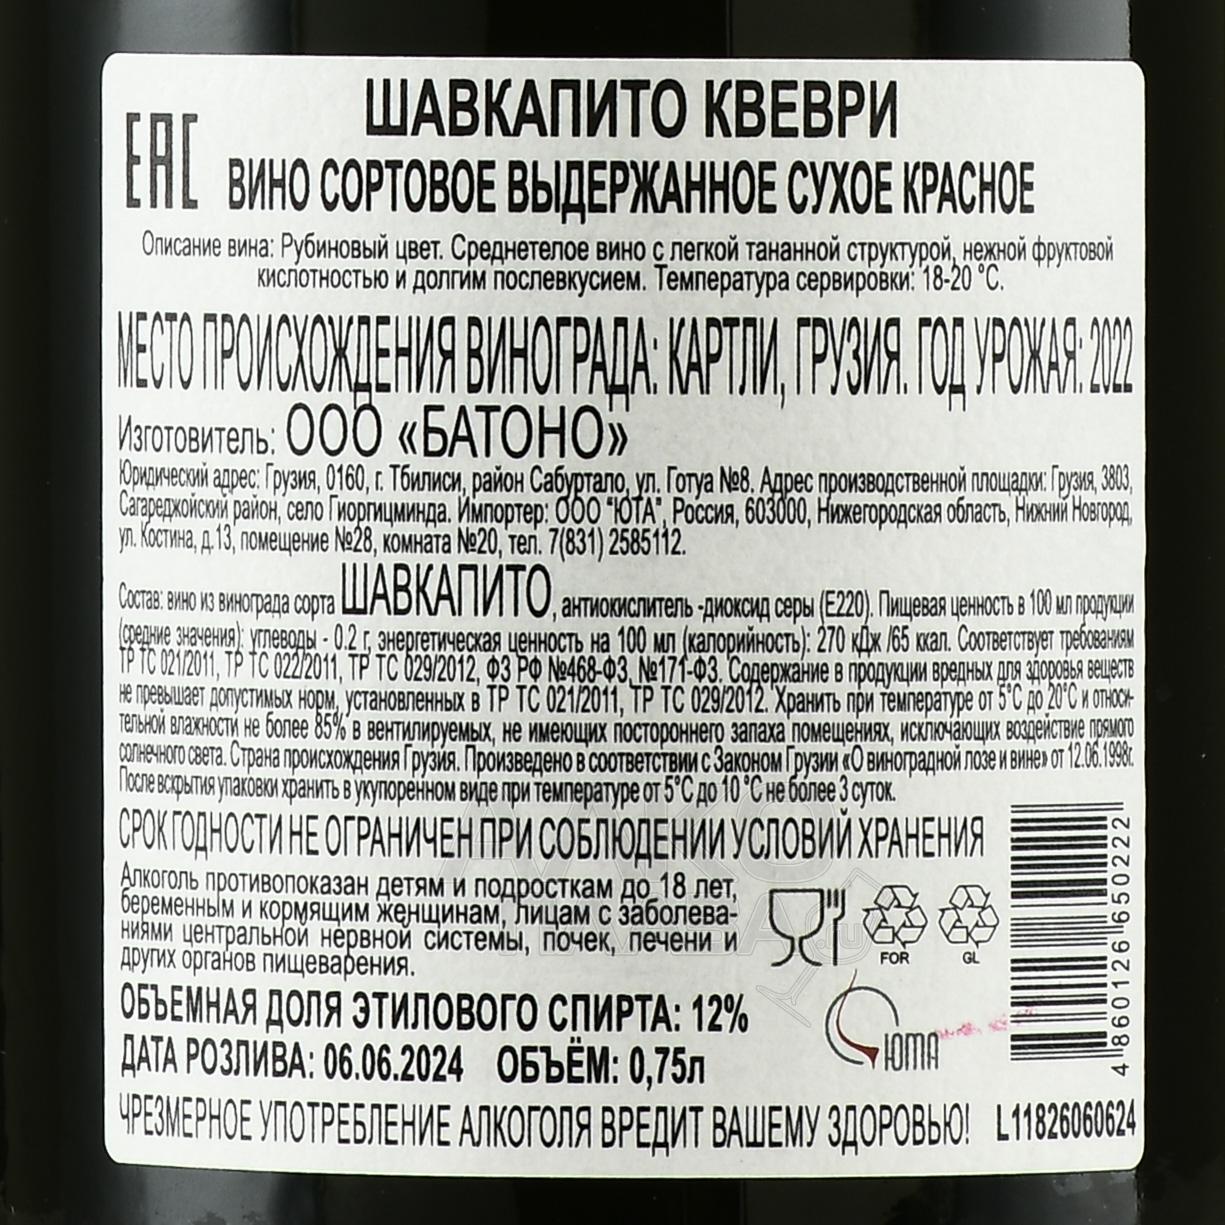 ШАВКАПИТО КВЕВРИ
EAC ВИНО СОРТОВОЕ ВЫДЕРЖАННОЕ СУХОЕ КРАСНОЕ
Описание вина: Рубиновый цвет. Среднетелое вино с легкой тананной структурой, нежной фруктовой
кислотностью и долгим послевкусием. Температура сервировки: 18-20 °С.
МЕСТО ПРОИСХОЖДЕНИЯ ВИНОГРАДА: КАРТЛИ, ГРУЗИЯ. ГОД УРОЖАЯ: 2022
Изготовитель: ООО «БАТОНО»
Юридический адрес: Грузия, 0160, г. Тбилиси, район Сабуртало, ул. Готуа №8. Адрес производственной площадки: Грузия, 3803,
Сагареджойский район, село Гиоргицминда. Импортер: ООО "ЮТА", Россия, 603000, Нижегородская область, Нижний Новгород,
ул. Костина, д.13, помещение №28, комната №20, тел. 7(831) 2585112.
Состав: вино из винограда сорта ШАВКАПИТО, антиокислитель -диоксид серы (Е220). Пищевая ценность в 100 мл продукции
(средние значения): углеводы - 0.2 г, энергетическая ценность на 100 мл (калорийность): 270 кДж /65 ккал. Соответствует требованиям
ТР ТС 021/2011, ТР ТС 022/2011, ТР ТС 029/2012, ФЗ РФ №468-ФЗ, №171-ФЗ. Содержание в продукции вредных для здоровья веществ
не превышает допустимых норм, установленных в ТР ТС 021/2011, ТР ТС 029/2012. Хранить при температуре от 5°С до 20°С и относи-
тельной влажности не более 85% в вентилируемых, не имеющих постороннего запаха помещениях, исключающих воздействие прямого
солнечного света. Страна происхождения Грузия. Произведено в соответствии с Законом Грузии «О виноградной лозе и вине» от 12.06.1998г.
После вскрытия упаковки хранить в укупоренном виде при температуре от 5°С до 10 °С не более 3 суток.
СРОК ГОДНОСТИ НЕ ОГРАНИЧЕН ПРИ СОБЛЮДЕНИИ УСЛОВИЙ ХРАНЕНИЯ
Алкоголь противопоказан детям и подросткам до 18 лет,
беременным и кормящим женщинам, лицам с заболева-
ниями центральной нервной системы, почек, печени и
других органов пищеварения.
FOR GL
ОБЪЕМНАЯ ДОЛЯ ЭТИЛОВОГО СПИРТА: 12%
ДАТА РОЗЛИВА: 06.06.2024 ОБЪЁМ: 0,75л
ЮТА
4 860126 650222
ЧРЕЗМЕРНОЕ УПОТРЕБЛЕНИЕ АЛКОГОЛЯ ВРЕДИТ ВАШЕМУ ЗДОРОВЬЮ! L11826060624